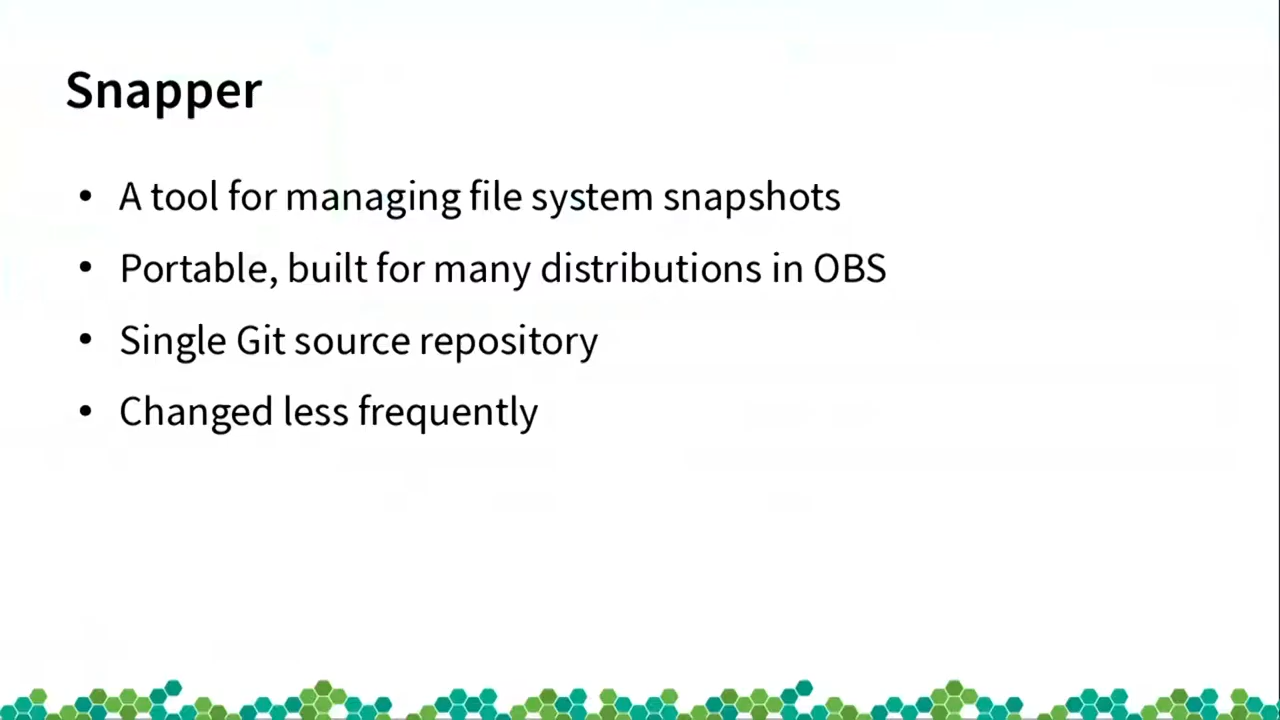 Snapper
• A tool for managing file system snapshots
• Portable, built for many distributions in OBS
• Single Git source repository
• Changed less frequently